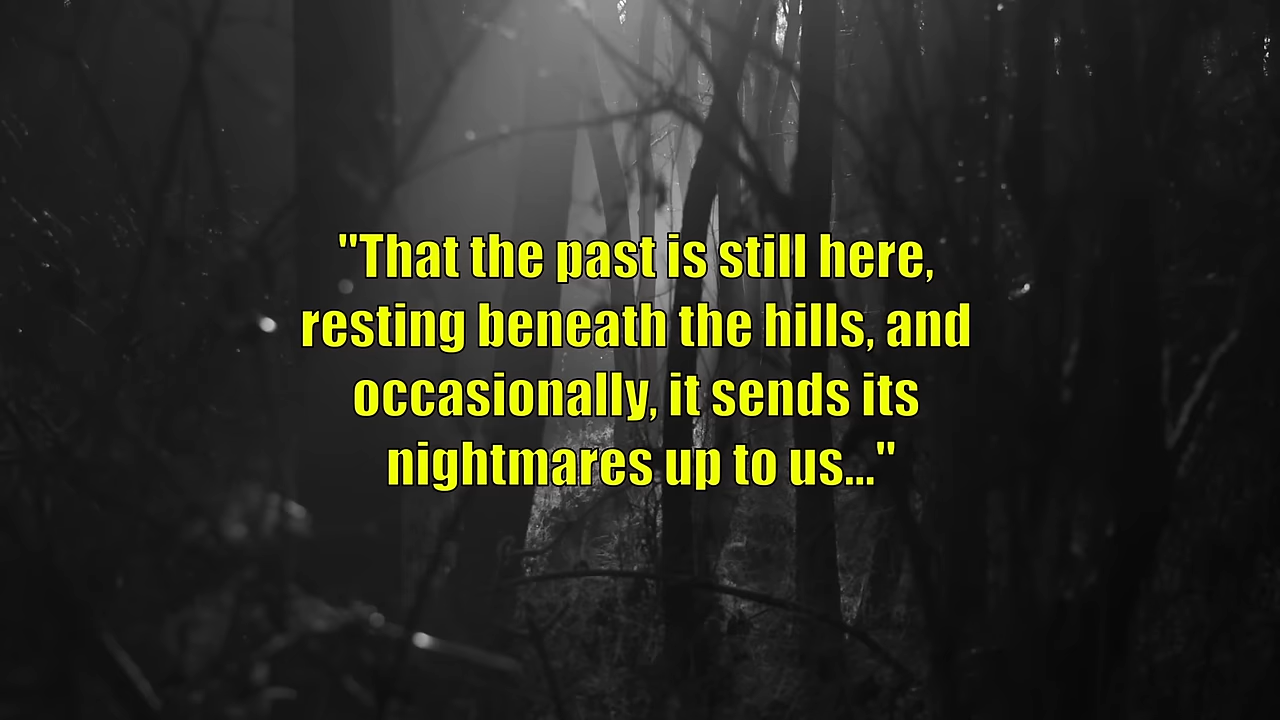 "That the past is still here,
resting beneath the hills, and
occasionally, it sends its
nightmares up to us..."